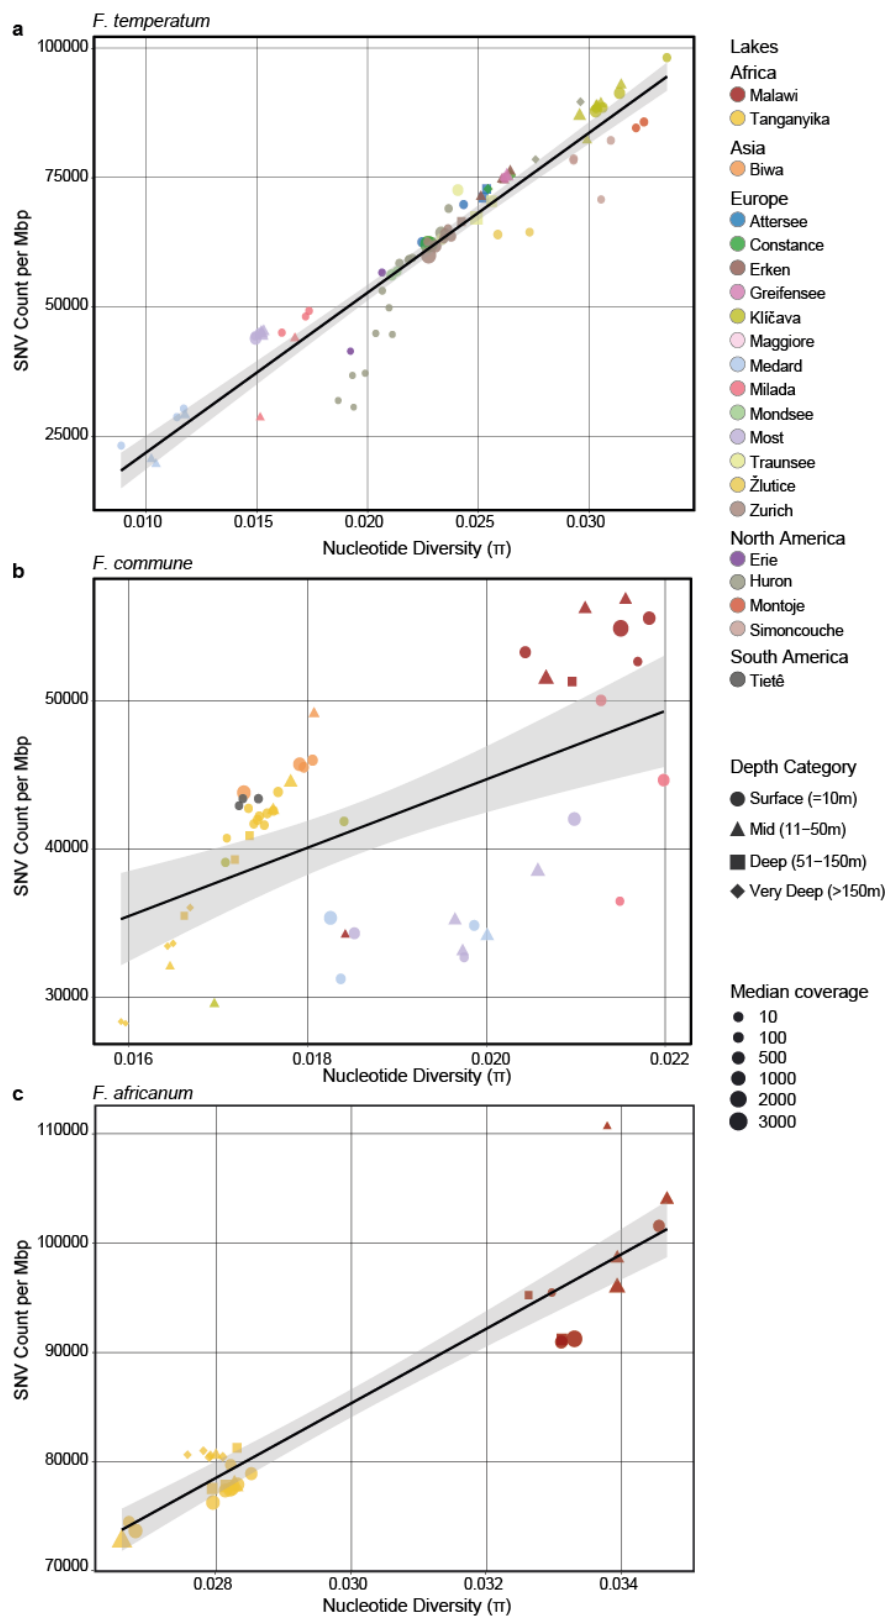 a
F. temperatum
100000
75000
50000
25000
SNV Count per Mbp
0.010 0.015 0.020 0.025 0.030
Nucleotide Diversity (π)
b
F. commune
50000
40000
30000
SNV Count per Mbp
0.016 0.018 0.020 0.022
Nucleotide Diversity (π)
c
F. africanum
110000
100000
90000
80000
70000
SNV Count per Mbp
0.028 0.030 0.032 0.034
Nucleotide Diversity (π)
Lakes
Africa
Malawi
Tanganyika
Asia
Biwa
Europe
Attersee
Constance
Erken
Greifensee
Klíčava
Maggiore
Medard
Milada
Mondsee
Most
Traunsee
Žlutice
Zurich
North America
Erie
Huron
Montoje
Simoncouche
South America
Tietê
Depth Category
Surface (=10m)
Mid (11–50m)
Deep (51–150m)
Very Deep (>150m)
Median coverage
10
100
500
1000
2000
3000